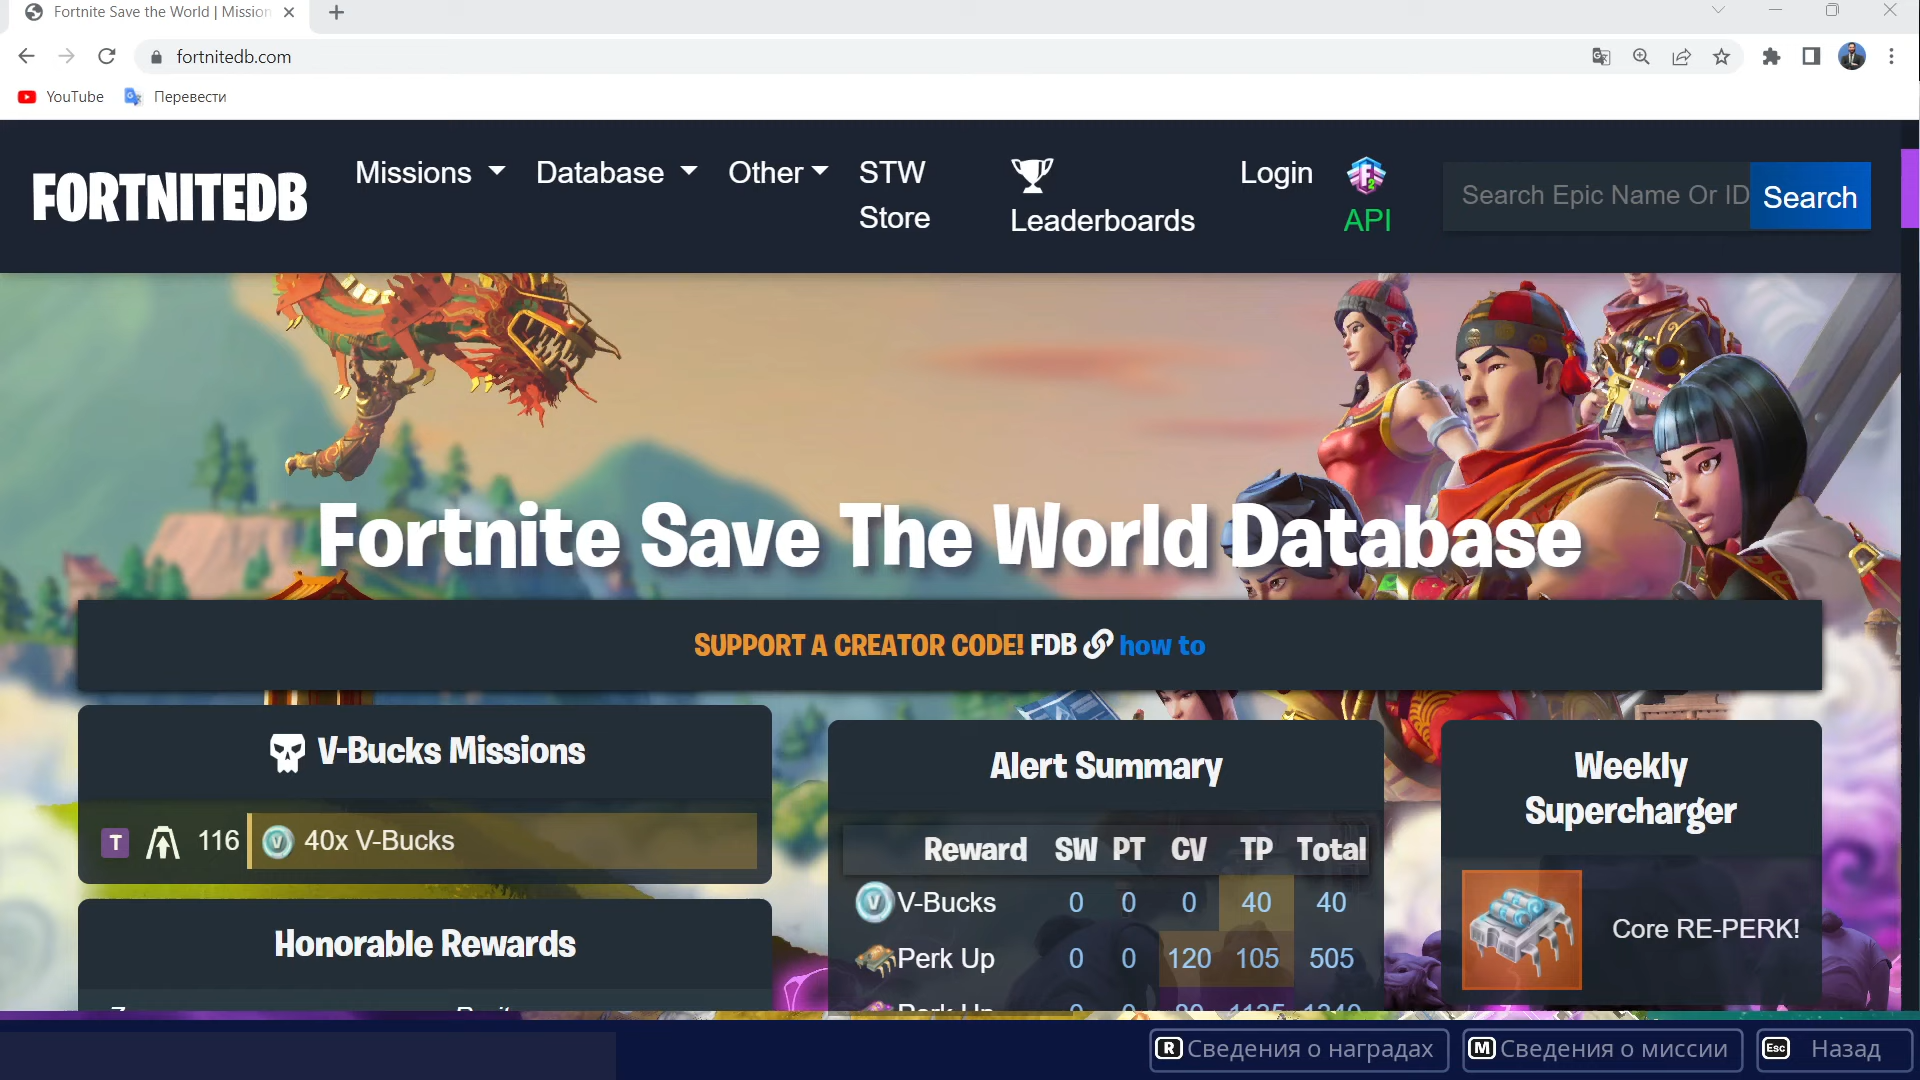 Fortnite Save the World | Mission
fortnitedb.com
YouTube
Перевести
FORTNITEDB
Missions
Database
Other
STW Store
Leaderboards
Login
API
Search Epic Name Or ID
Search
Fortnite Save The World Database
SUPPORT A CREATOR CODE! FDB how to
V-Bucks Missions
T 116 40x V-Bucks
Honorable Rewards
Alert Summary
Reward SW PT CV TP Total
V-Bucks 0 0 0 40 40
Perk Up 0 0 120 105 505
Weekly
Supercharger
Core RE-PERK!
R Сведения о наградах
M Сведения о миссии
Esc Назад